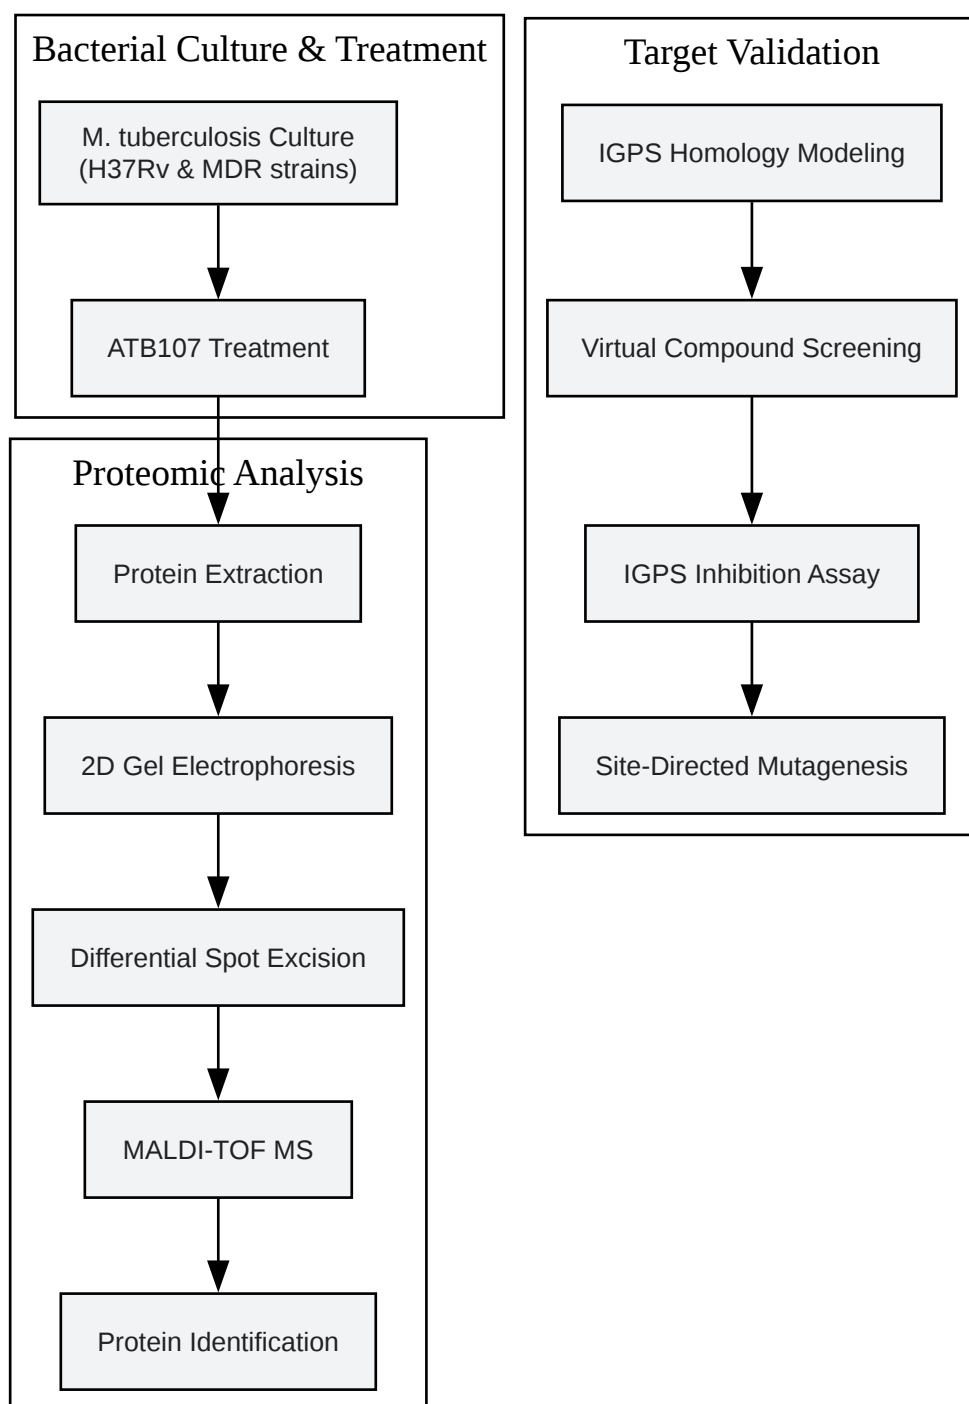 Bacterial Culture & Treatment
M. tuberculosis Culture
(H37Rv & MDR strains)
ATB107 Treatment
Proteomic Analysis
Protein Extraction
2D Gel Electrophoresis
Differential Spot Excision
MALDI-TOF MS
Protein Identification
Target Validation
IGPS Homology Modeling
Virtual Compound Screening
IGPS Inhibition Assay
Site-Directed Mutagenesis